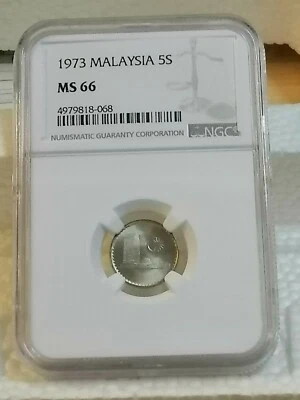 1973 MALAYSIA 5S
MS 66
4979818-068
NUMISMATIC GUARANTY CORPORATION
NGC